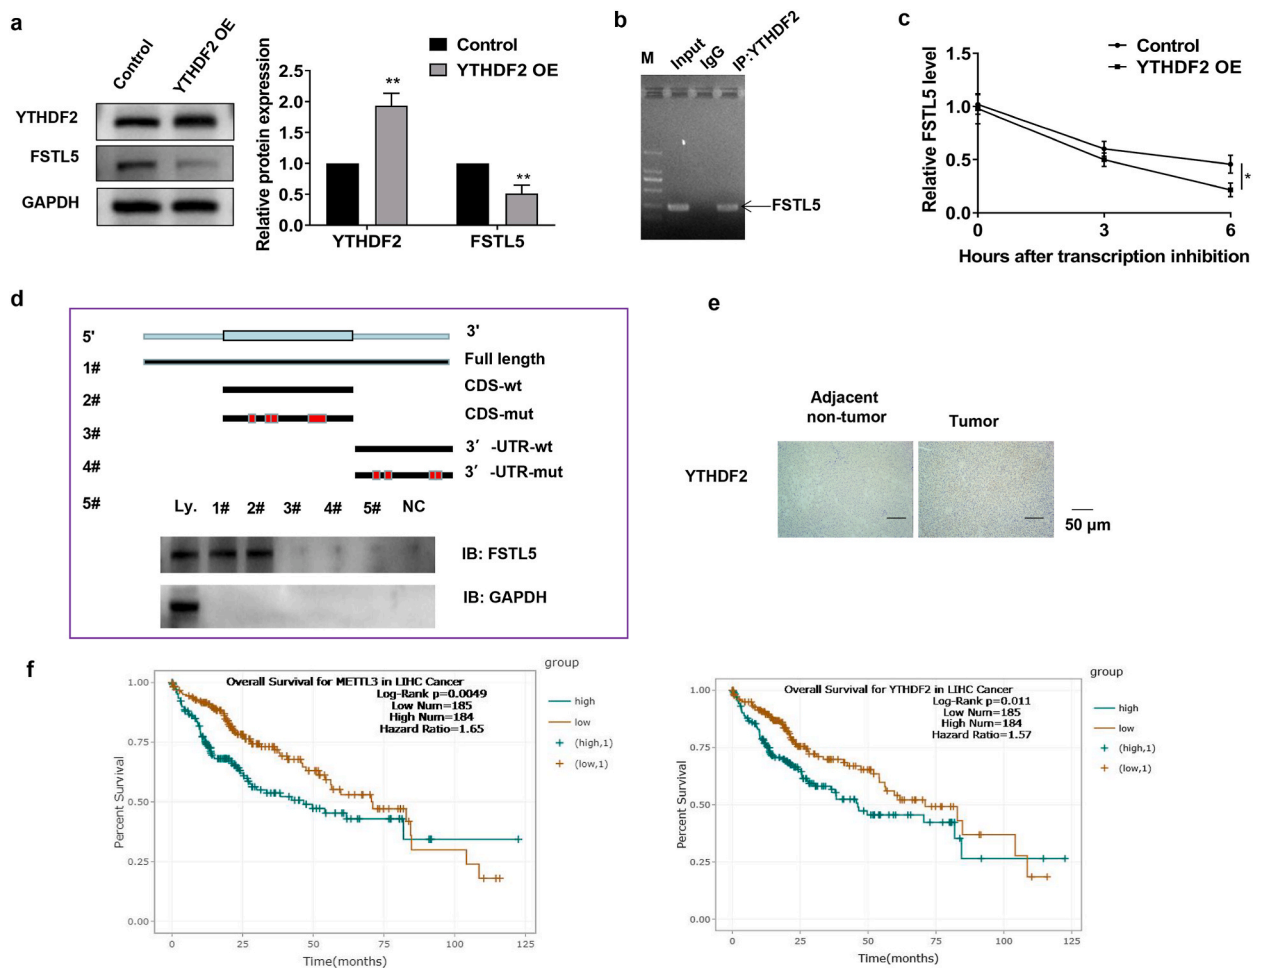 a
Control
YTHDF2 OE
YTHDF2
FSTL5
GAPDH
Relative protein expression
2.5
2.0
1.5
1.0
0.5
0.0
**
**
YTHDF2
FSTL5
Control
YTHDF2 OE
b
M
Input
IgG
IP:YTHDF2
FSTL5
c
Relative FSTL5 level
1.5
1.0
0.5
0.0
0
3
6
Hours after transcription inhibition
Control
YTHDF2 OE
*
d
5'
3'
1#
Full length
2#
CDS-wt
3#
CDS-mut
4#
3′ -UTR-wt
5#
3′ -UTR-mut
Ly. 1# 2# 3# 4# 5# NC
IB: FSTL5
IB: GAPDH
e
Adjacent
non-tumor
Tumor
YTHDF2
50 µm
f
Overall Survival for METTL3 in LIHC Cancer
Log-Rank p=0.0049
Low Num=185
High Num=184
Hazard Ratio=1.65
group
high
low
(high,1)
(low,1)
Percent Survival
1.00
0.75
0.50
0.25
0.00
0
25
50
75
100
125
Time(months)
Overall Survival for YTHDF2 in LIHC Cancer
Log-Rank p=0.011
Low Num=185
High Num=184
Hazard Ratio=1.57
group
high
low
(high,1)
(low,1)
Percent Survival
1.00
0.75
0.50
0.25
0.00
0
25
50
75
100
125
Time(months)